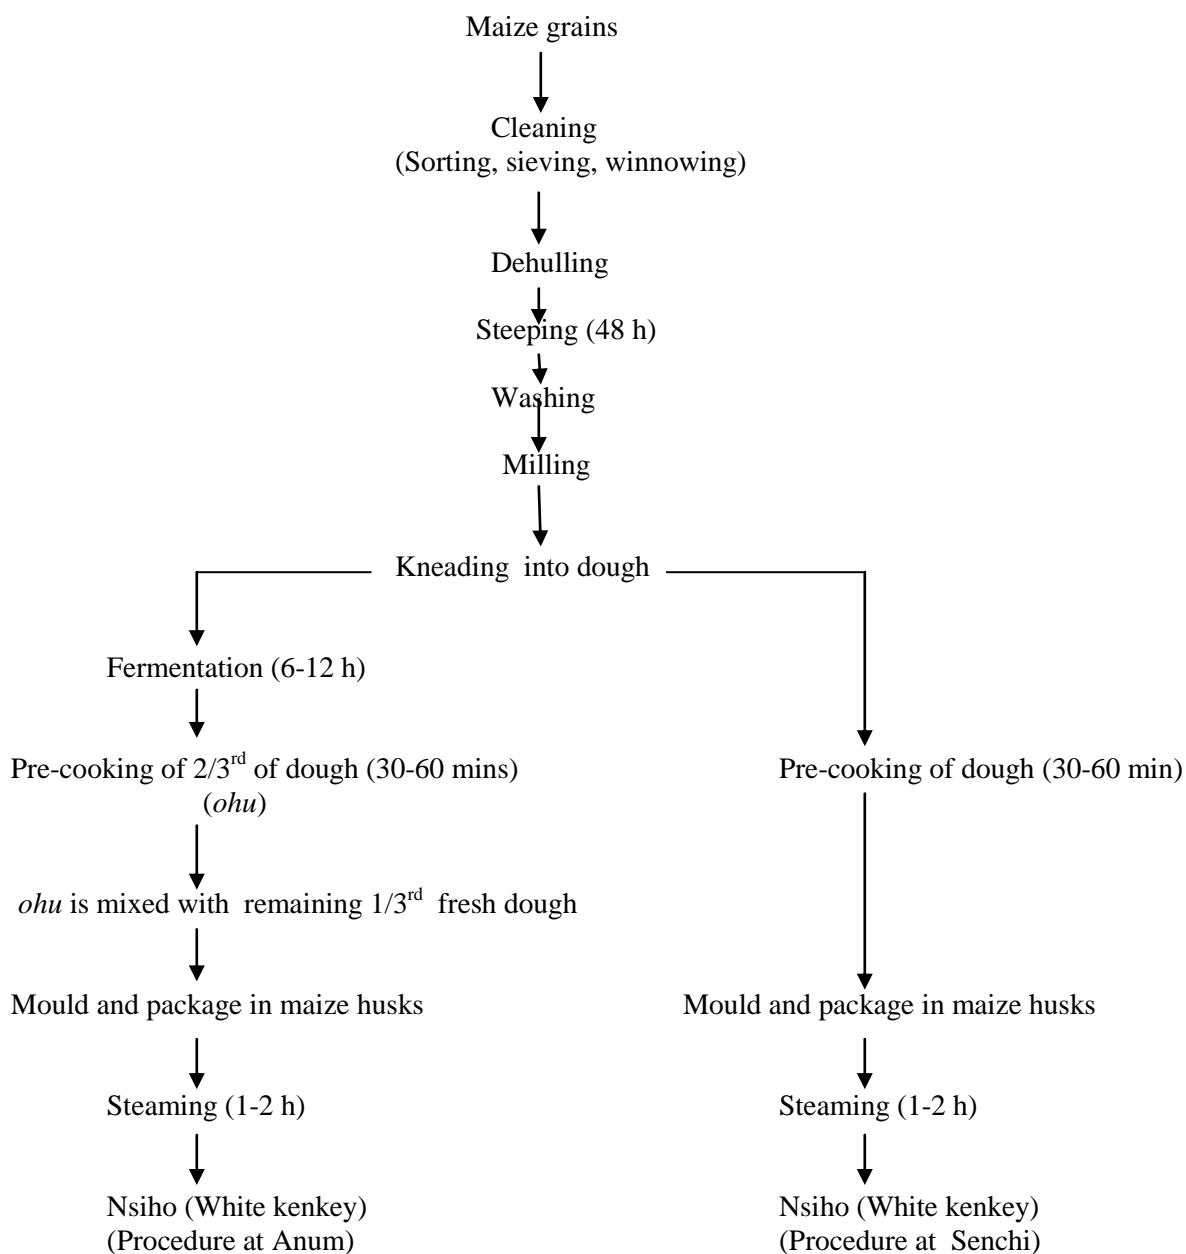 Maize grains
Cleaning
(Sorting, sieving, winnowing)
Dehulling
Steeping (48 h)
Washing
Milling
Kneading into dough
Fermentation (6-12 h)
Pre-cooking of 2/3rd of dough (30-60 mins)
(ohu)
ohu is mixed with remaining 1/3rd fresh dough
Mould and package in maize husks
Steaming (1-2 h)
Nsiho (White kenkey)
(Procedure at Anum)
Pre-cooking of dough (30-60 min)
Mould and package in maize husks
Steaming (1-2 h)
Nsiho (White kenkey)
(Procedure at Senchi)